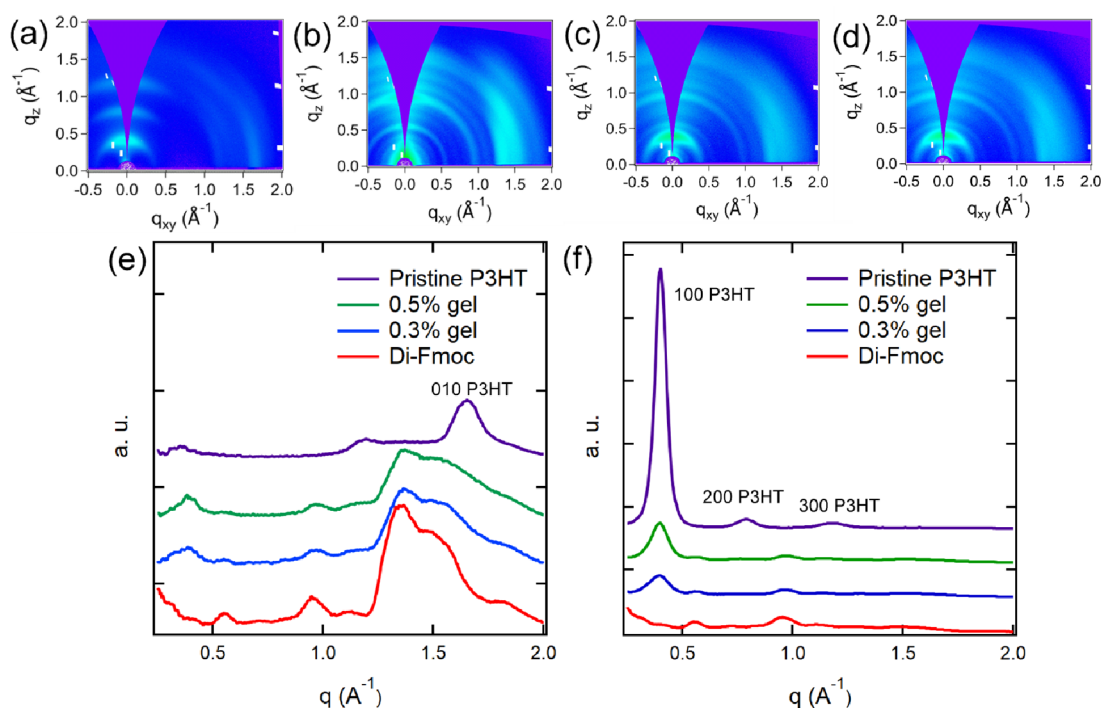 (a)
2.0
1.5
1.0
0.5
0.0
qz (Å⁻¹)
-0.5 0.0 0.5 1.0 1.5 2.0
qxy (Å⁻¹)
(b)
2.0
1.5
1.0
0.5
0.0
qz (Å⁻¹)
-0.5 0.0 0.5 1.0 1.5 2.0
qxy (Å⁻¹)
(c)
2.0
1.5
1.0
0.5
0.0
qz (Å⁻¹)
-0.5 0.0 0.5 1.0 1.5 2.0
qxy (Å⁻¹)
(d)
2.0
1.5
1.0
0.5
0.0
qz (Å⁻¹)
-0.5 0.0 0.5 1.0 1.5 2.0
qxy (Å⁻¹)
(e)
Pristine P3HT
0.5% gel
0.3% gel
Di-Fmoc
010 P3HT
a. u.
0.5 1.0 1.5 2.0
q (A⁻¹)
(f)
Pristine P3HT
0.5% gel
0.3% gel
Di-Fmoc
100 P3HT
200 P3HT
300 P3HT
a. u.
0.5 1.0 1.5 2.0
q (A⁻¹)